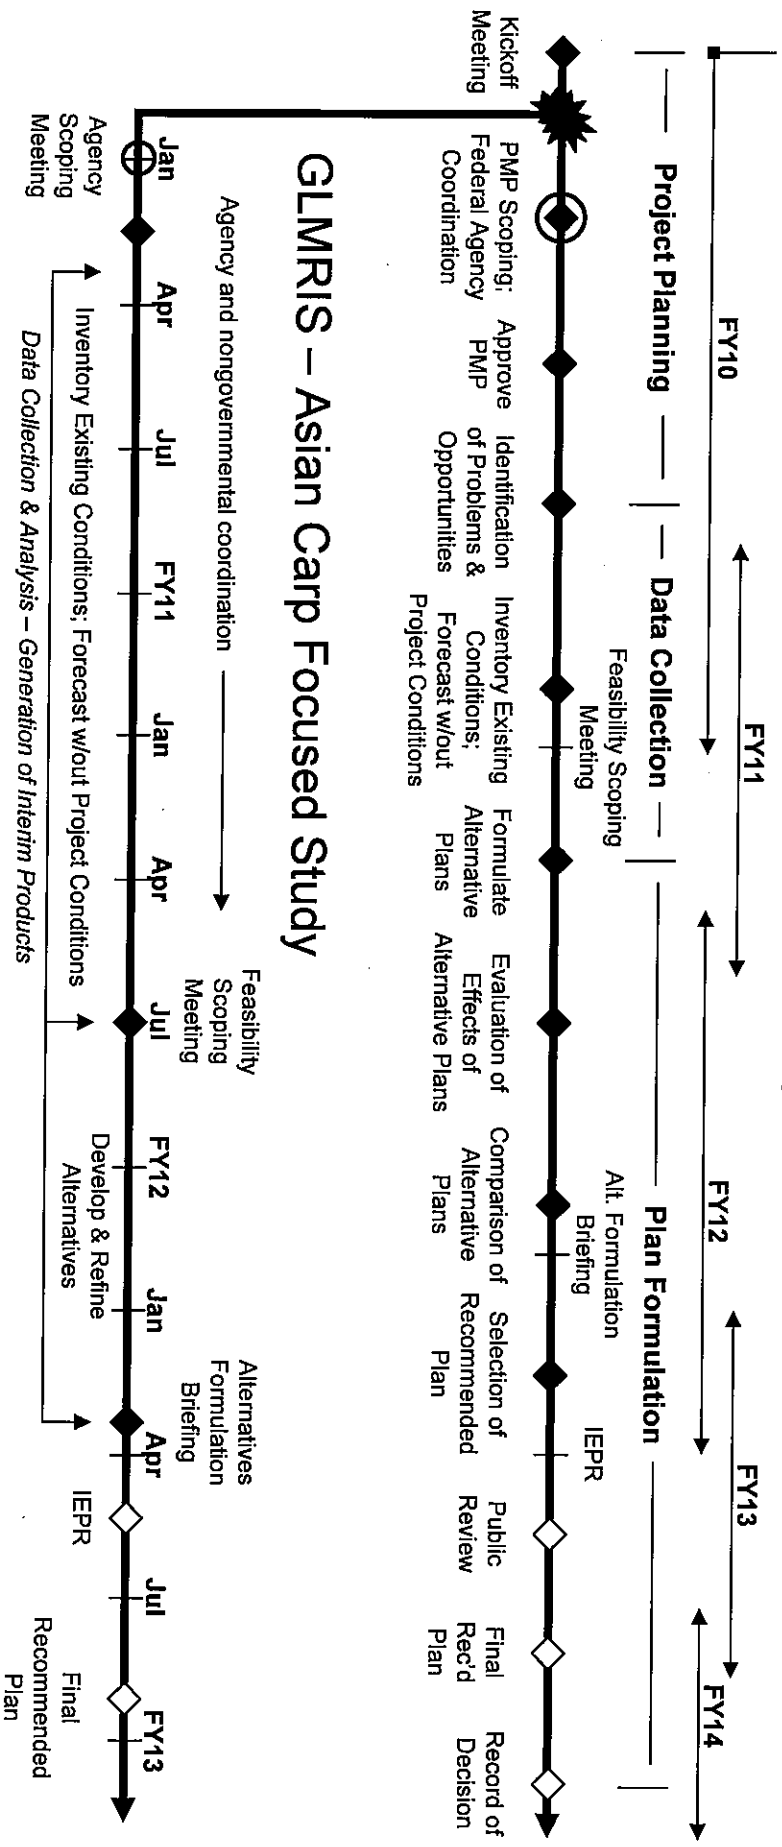 FY10
FY11
FY12
FY13
FY14
Project Planning
Data Collection
Plan Formulation
Feasibility Scoping
Meeting
Alt. Formulation
Briefing
IEPR
Kickoff
Meeting
PMP Scoping;
Federal Agency
Coordination
Approve
PMP
Identification
of Problems &
Opportunities
Inventory Existing
Conditions;
Forecast w/out
Project Conditions
Formulate
Alternative
Plans
Evaluation of
Effects of
Alternative Plans
Comparison of
Alternative
Plans
Selection of
Recommended
Plan
Public
Review
Final
Rec'd
Plan
Record of
Decision
GLMRIS – Asian Carp Focused Study
Agency and nongovernmental coordination
Feasibility
Scoping
Meeting
Alternatives
Formulation
Briefing
Jan
Apr
Jul
FY11
Jan
Apr
Jul
FY12
Jan
Apr
Jul
FY13
Agency
Scoping
Meeting
Inventory Existing Conditions; Forecast w/out Project Conditions
Data Collection & Analysis – Generation of Interim Products
Develop & Refine
Alternatives
IEPR
Final
Recommended
Plan